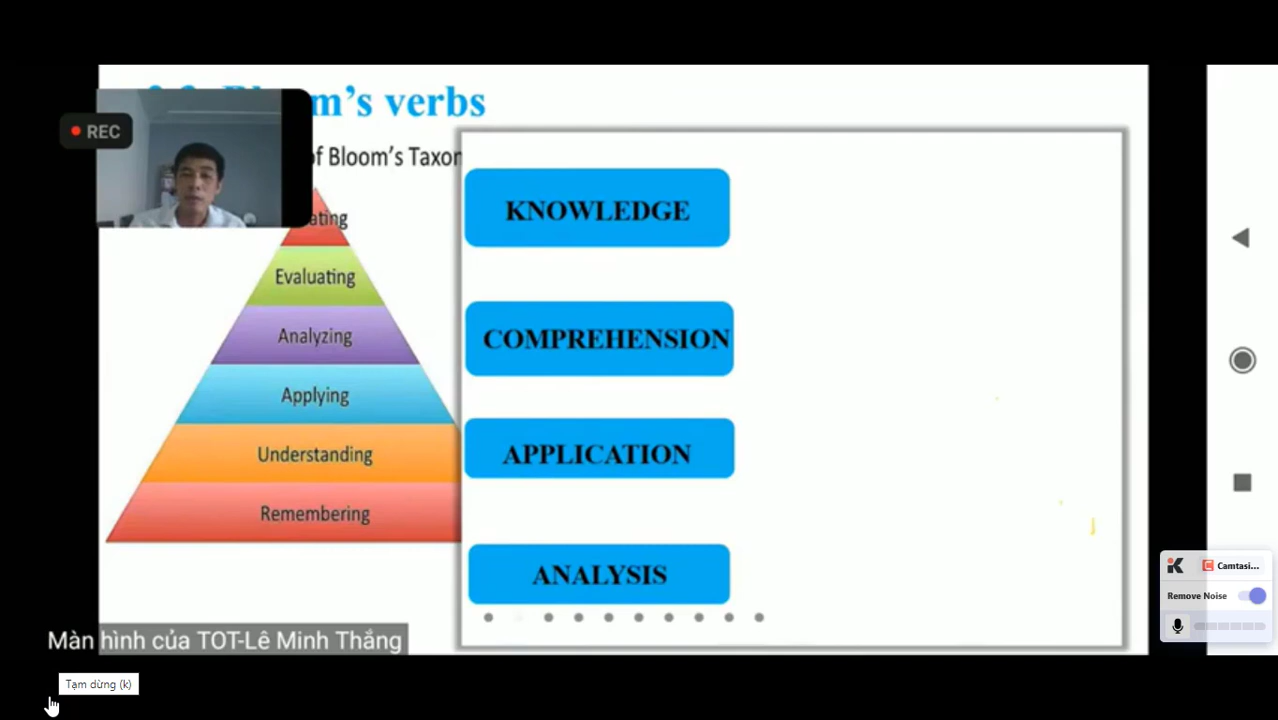 m's verbs
REC
of Bloom's Taxon
ating
Evaluating
Analyzing
Applying
Understanding
Remembering
KNOWLEDGE
COMPREHENSION
APPLICATION
ANALYSIS
Camtasi...
Remove Noise
Màn hình của TOT-Lê Minh Thắng
Tạm dừng (k)